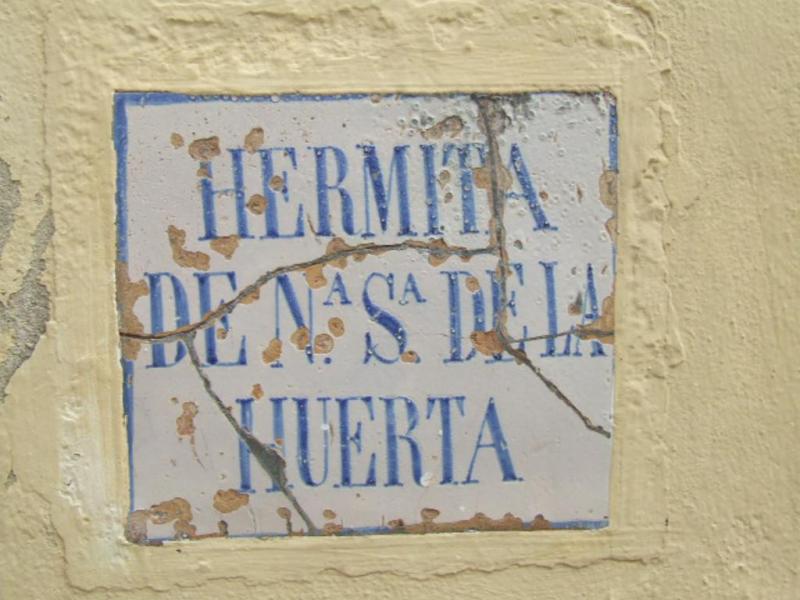 HERMITA
DE N.ᴬ S.ᴬ DE LA
HUERTA